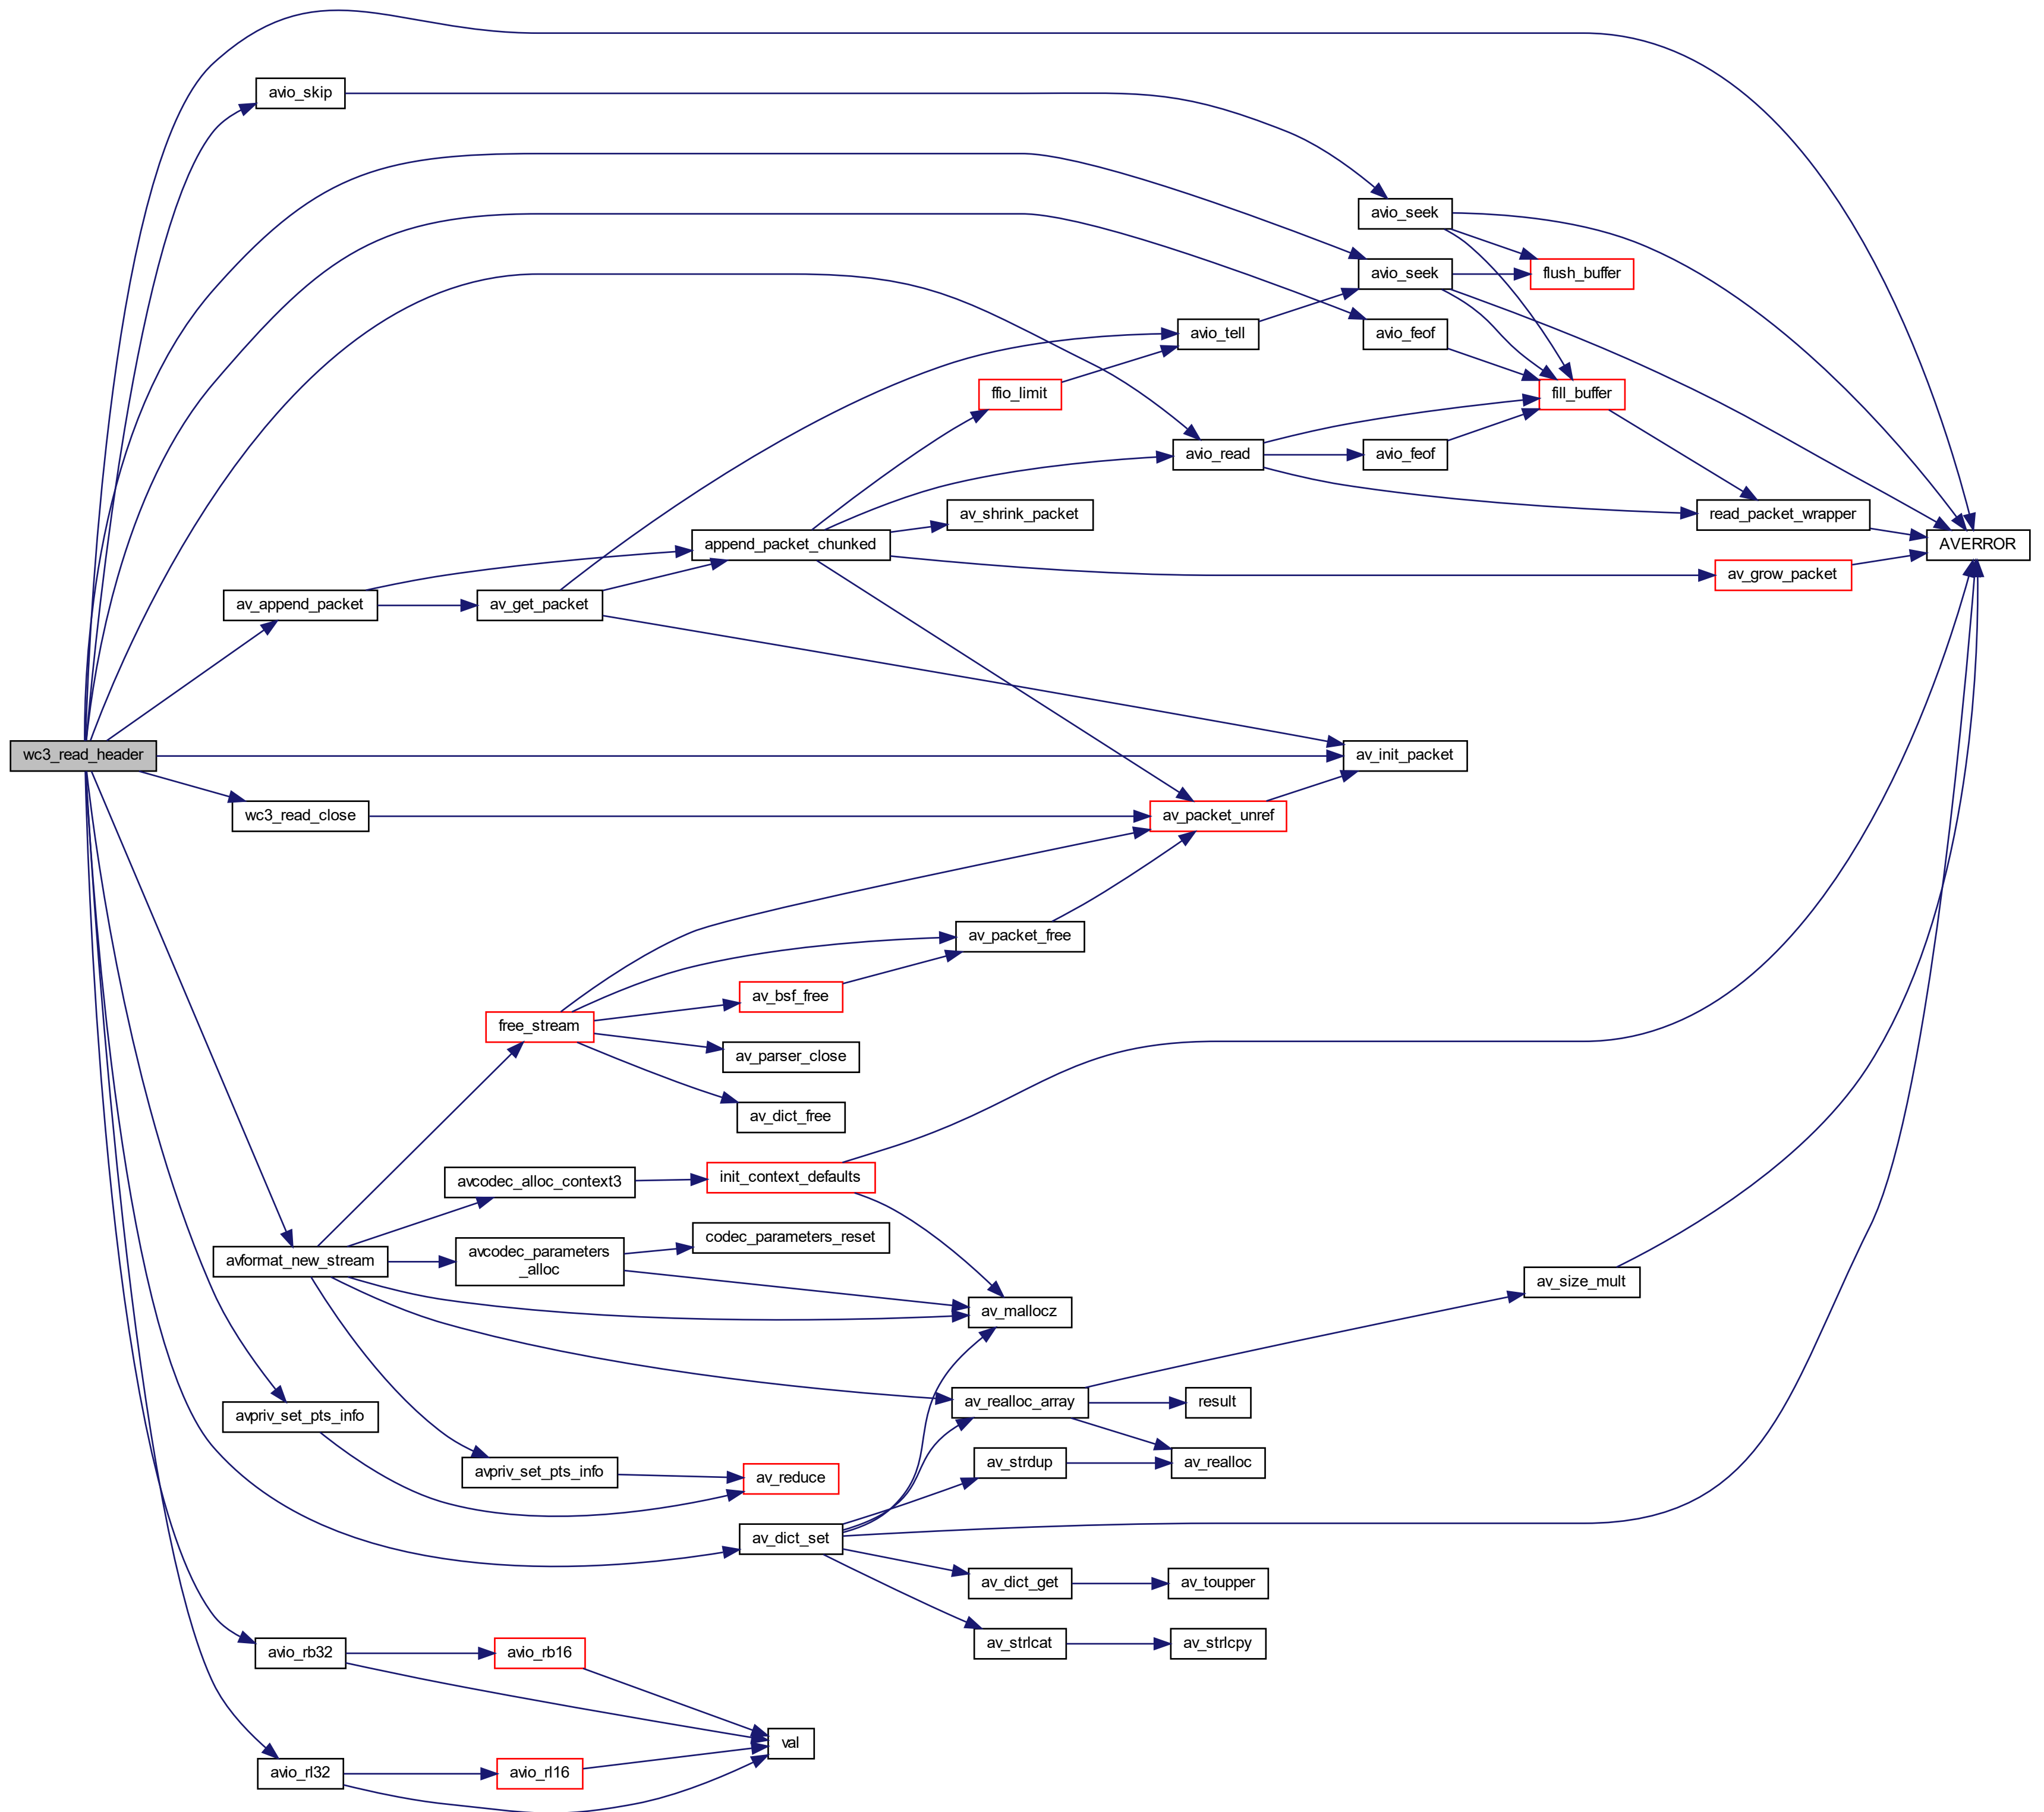 avio_skip
avio_seek
avio_seek
flush_buffer
avio_tell
avio_feof
ffio_limit
fill_buffer
avio_read
avio_feof
av_shrink_packet
read_packet_wrapper
append_packet_chunked
AVERROR
av_grow_packet
av_append_packet
av_get_packet
wc3_read_header
av_init_packet
wc3_read_close
av_packet_unref
av_packet_free
av_bsf_free
free_stream
av_parser_close
av_dict_free
avcodec_alloc_context3
init_context_defaults
codec_parameters_reset
avformat_new_stream
avcodec_parameters
_alloc
av_size_mult
av_mallocz
av_realloc_array
result
avpriv_set_pts_info
av_strdup
av_realloc
avpriv_set_pts_info
av_reduce
av_dict_set
av_dict_get
av_toupper
av_strlcat
av_strlcpy
avio_rb32
avio_rb16
val
avio_rl32
avio_rl16